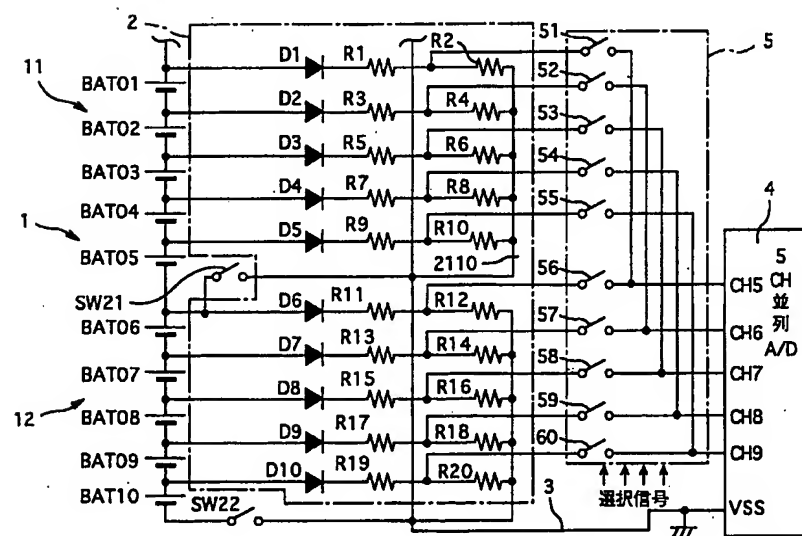 2
51
5
D1 R1 R2
11
52
BAT01
D2 R3 R4
53
BAT02
D3 R5 R6
54
BAT03
D4 R7 R8
55
BAT04
4
1
D5 R9 R10
BAT05
2110
56
5
CH
並
列
A/D
SW21
CH5
D6 R11 R12
57
BAT06
CH6
D7 R13 R14
58
BAT07
CH7
D8 R15 R16
59
12
BAT08
CH8
D9 R17 R18
60
BAT09
CH9
D10 R19 R20
BAT10
選択信号
SW22
3
VSS